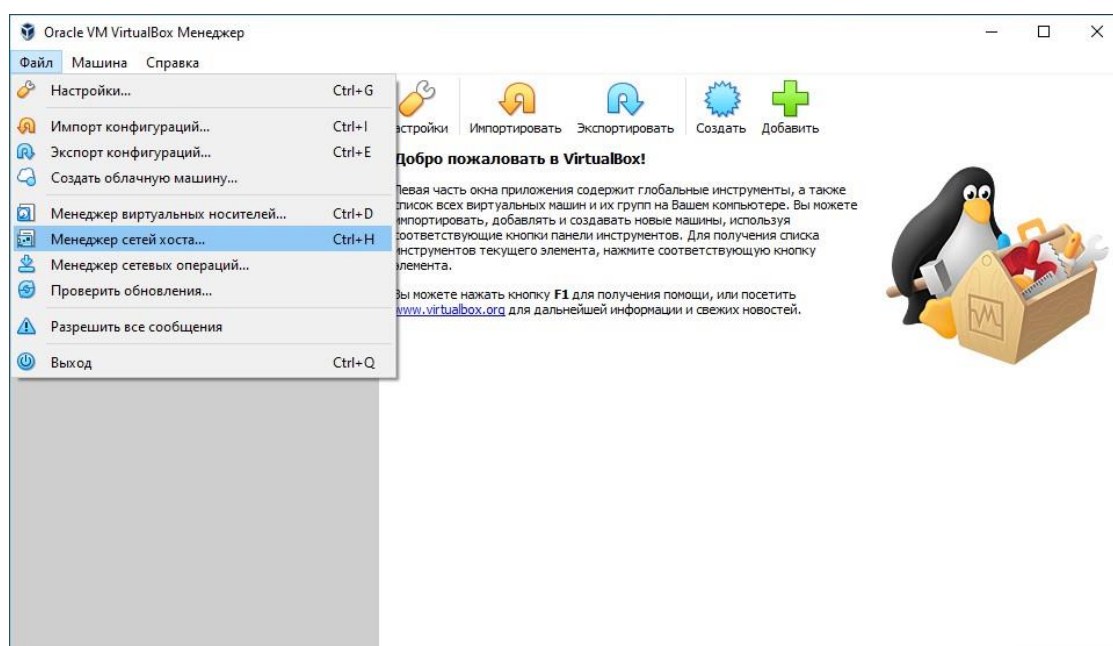 Oracle VM VirtualBox Менеджер
Файл Машина Справка
Настройки... Ctrl+G
Импорт конфигураций... Ctrl+I
Экспорт конфигураций... Ctrl+E
Создать облачную машину...
Менеджер виртуальных носителей... Ctrl+D
Менеджер сетей хоста... Ctrl+H
Менеджер сетевых операций...
Проверить обновления...
Разрешить все сообщения
Выход Ctrl+Q
астройки Импортировать Экспортировать Создать Добавить
Добро пожаловать в VirtualBox!
Левая часть окна приложения содержит глобальные инструменты, а также
список всех виртуальных машин и их групп на Вашем компьютере. Вы можете
импортировать, добавлять и создавать новые машины, используя
соответствующие кнопки панели инструментов. Для получения списка
инструментов текущего элемента, нажмите соответствующую кнопку
элемента.
Вы можете нажать кнопку F1 для получения помощи, или посетить
www.virtualbox.org для дальнейшей информации и свежих новостей.